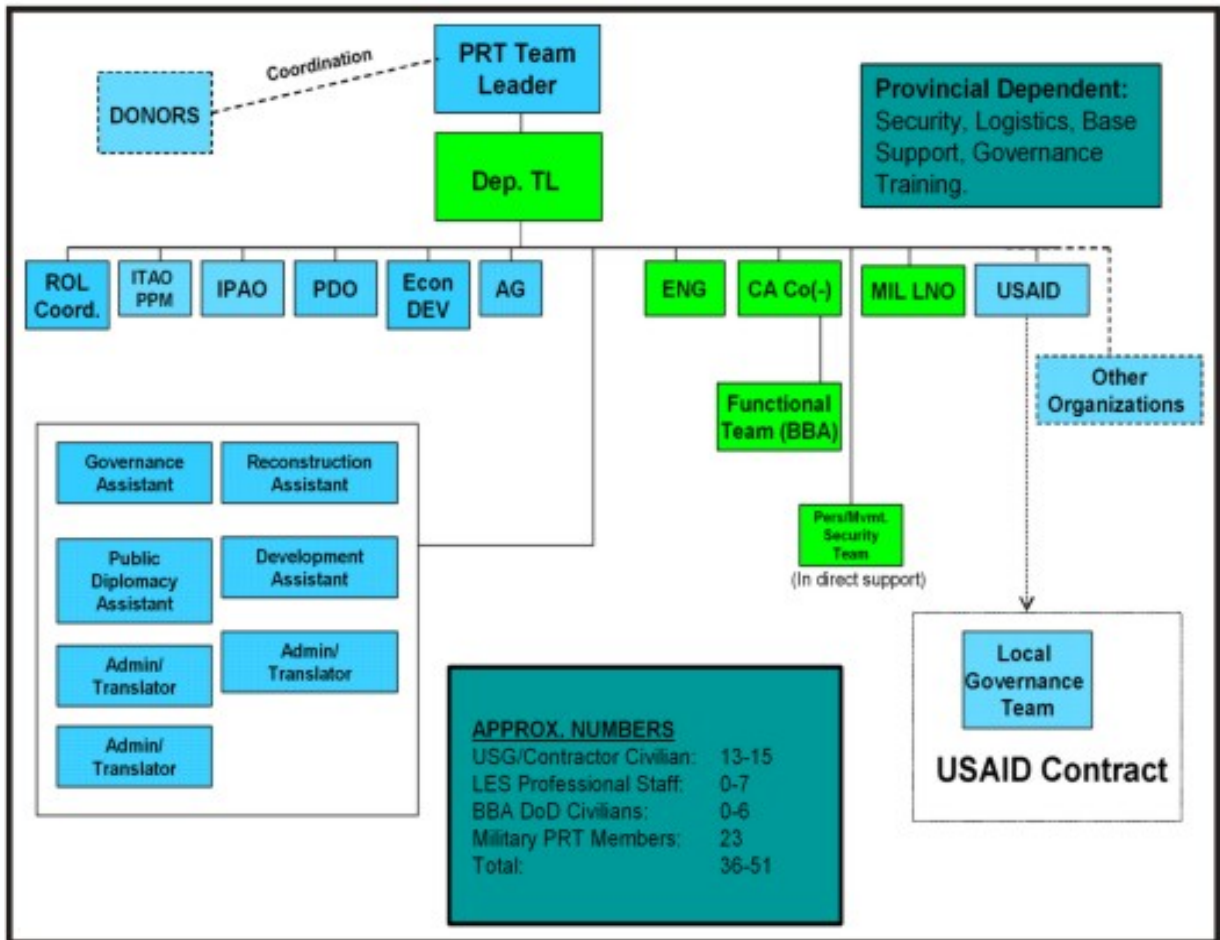 PRT Team
Leader
Coordination
DONORS
Provincial Dependent:
Security, Logistics, Base
Support, Governance
Training.
Dep. TL
ROL
Coord.
ITAO
PPM
IPAO
PDO
Econ
DEV
AG
ENG
CA Co(-)
MIL LNO
USAID
Other
Organizations
Functional
Team (BBA)
Pers/Mvmt.
Security
Team
(In direct support)
Governance
Assistant
Reconstruction
Assistant
Public
Diplomacy
Assistant
Development
Assistant
Admin/
Translator
Admin/
Translator
Admin/
Translator
Local
Governance
Team
USAID Contract
APPROX. NUMBERS
USG/Contractor Civilian: 13-15
LES Professional Staff: 0-7
BBA DoD Civilians: 0-6
Military PRT Members: 23
Total: 36-51